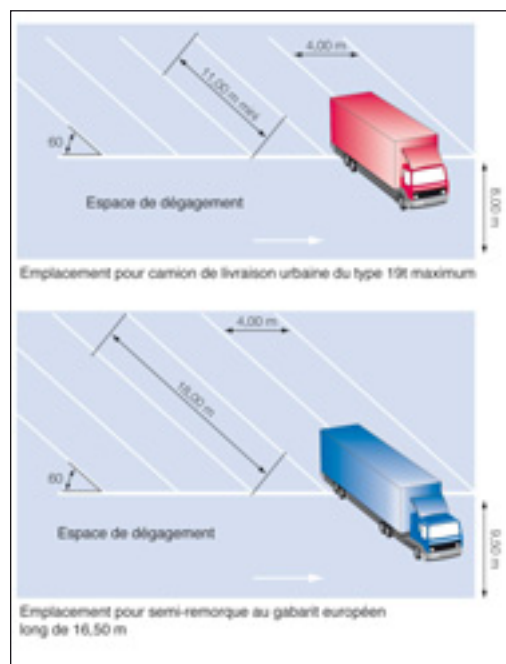 4,00 m
11,00 m mini
60
Espace de dégagement
8,00 m
Emplacement pour camion de livraison urbaine du type 19t maximum
4,00 m
18,00 m
60
Espace de dégagement
9,50 m
Emplacement pour semi-remorque au gabarit européen
long de 16,50 m